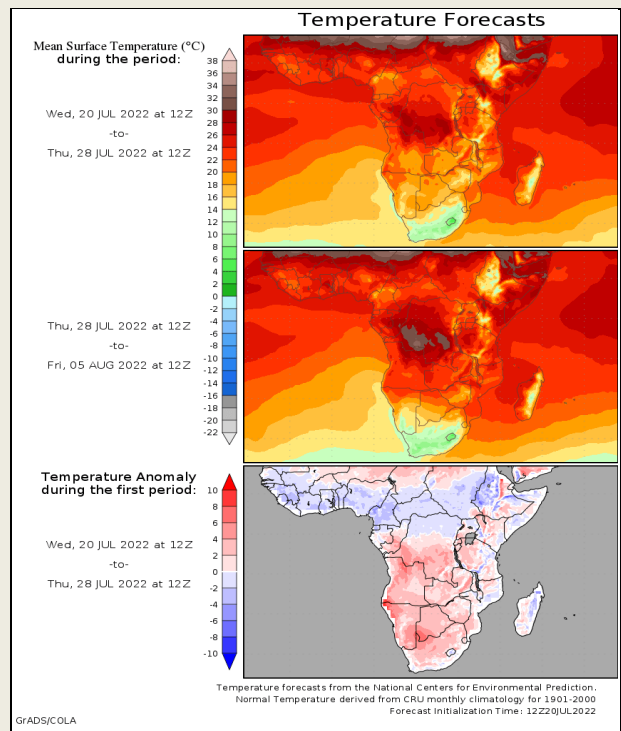 Temperature Forecasts
Mean Surface Temperature (°C)
during the period:
Wed, 20 JUL 2022 at 12Z
-to-
Thu, 28 JUL 2022 at 12Z
38
36
34
32
30
28
26
24
22
20
18
16
14
12
10
8
6
4
2
0
-2
-4
-6
-8
-10
-12
-14
-16
-18
-20
-22
Thu, 28 JUL 2022 at 12Z
-to-
Fri, 05 AUG 2022 at 12Z
Temperature Anomaly
during the first period:
Wed, 20 JUL 2022 at 12Z
-to-
Thu, 28 JUL 2022 at 12Z
10
8
6
4
2
0
-2
-4
-6
-8
-10
Temperature forecasts from the National Centers for Environmental Prediction.
Normal Temperature derived from CRU monthly climatology for 1901-2000
Forecast Initialization Time: 12Z20JUL2022
GrADS/COLA